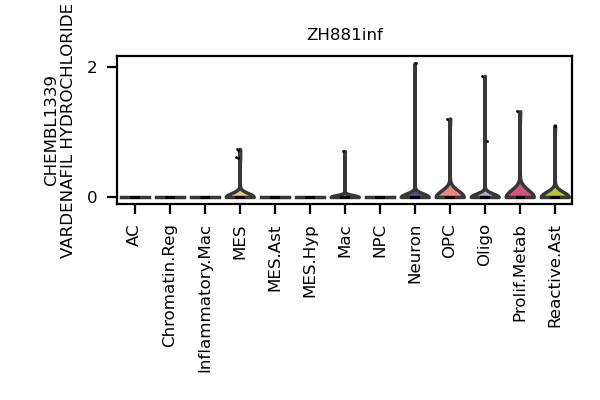 ZH881inf
CHEMBL1339
VARDENAFIL HYDROCHLORIDE
2
0
AC
Chromatin.Reg
Inflammatory.Mac
MES
MES.Ast
MES.Hyp
Mac
NPC
Neuron
OPC
Oligo
Prolif.Metab
Reactive.Ast